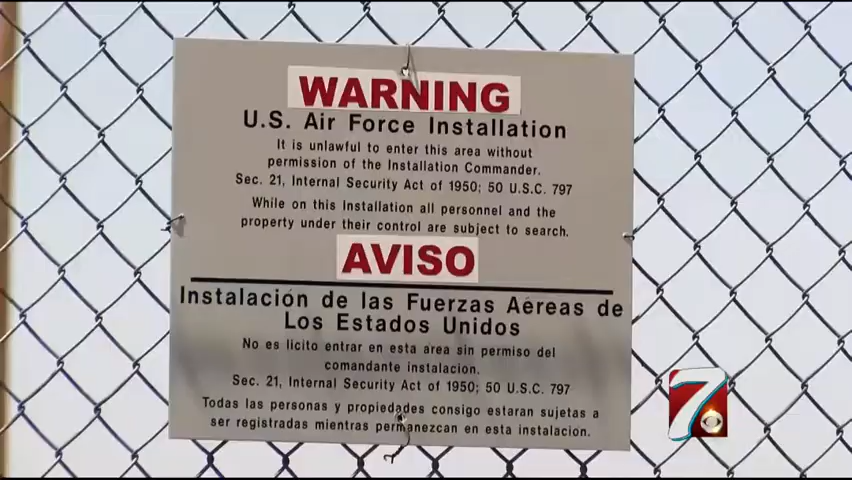 WARNING
U.S. Air Force Installation
It is unlawful to enter this area without
permission of the Installation Commander.
Sec. 21, Internal Security Act of 1950; 50 U.S.C. 797
While on this Installation all personnel and the
property under their control are subject to search.
AVISO
Instalación de las Fuerzas Aéreas de
Los Estados Unidos
No es licito entrar en esta area sin permiso del
comandante instalacion.
Sec. 21, Internal Security Act of 1950; 50 U.S.C. 797
Todas las personas y propiedades consigo estaran sujetas a
ser registradas mientras permanezcan en esta instalacion.
7